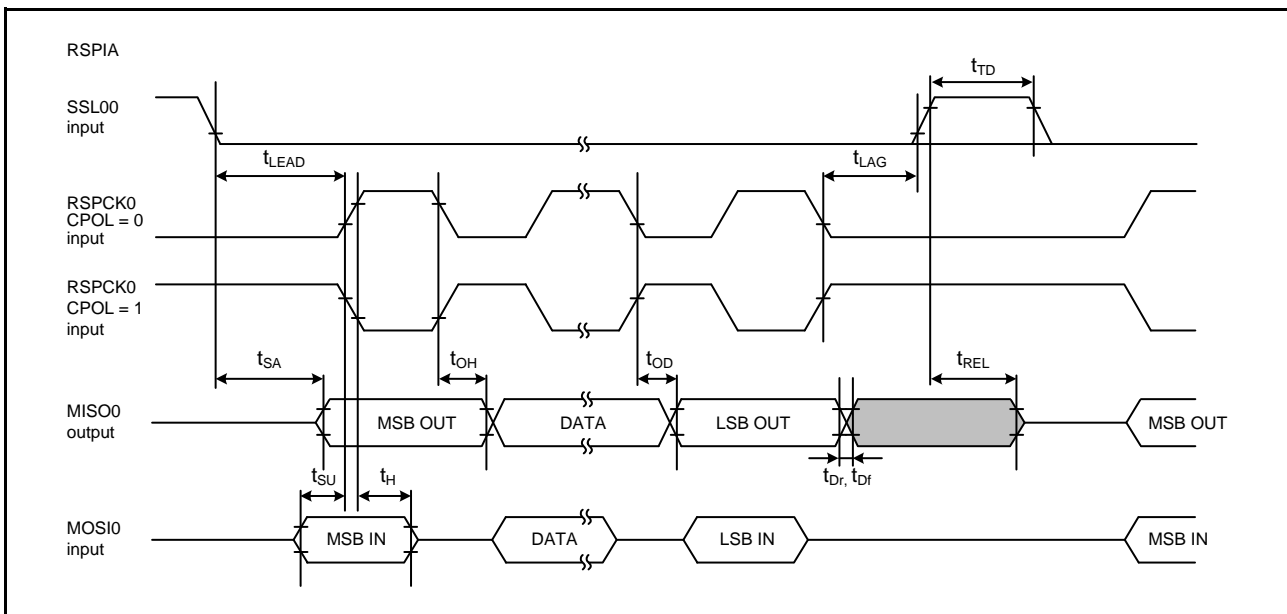 RSPIA
SSL00
input
tTD
tLEAD
tLAG
RSPCK0
CPOL = 0
input
RSPCK0
CPOL = 1
input
tSA
tOH
tOD
tREL
MISO0
output
MSB OUT
DATA
LSB OUT
MSB OUT
tSU
tH
tDr, tDf
MOSI0
input
MSB IN
DATA
LSB IN
MSB IN